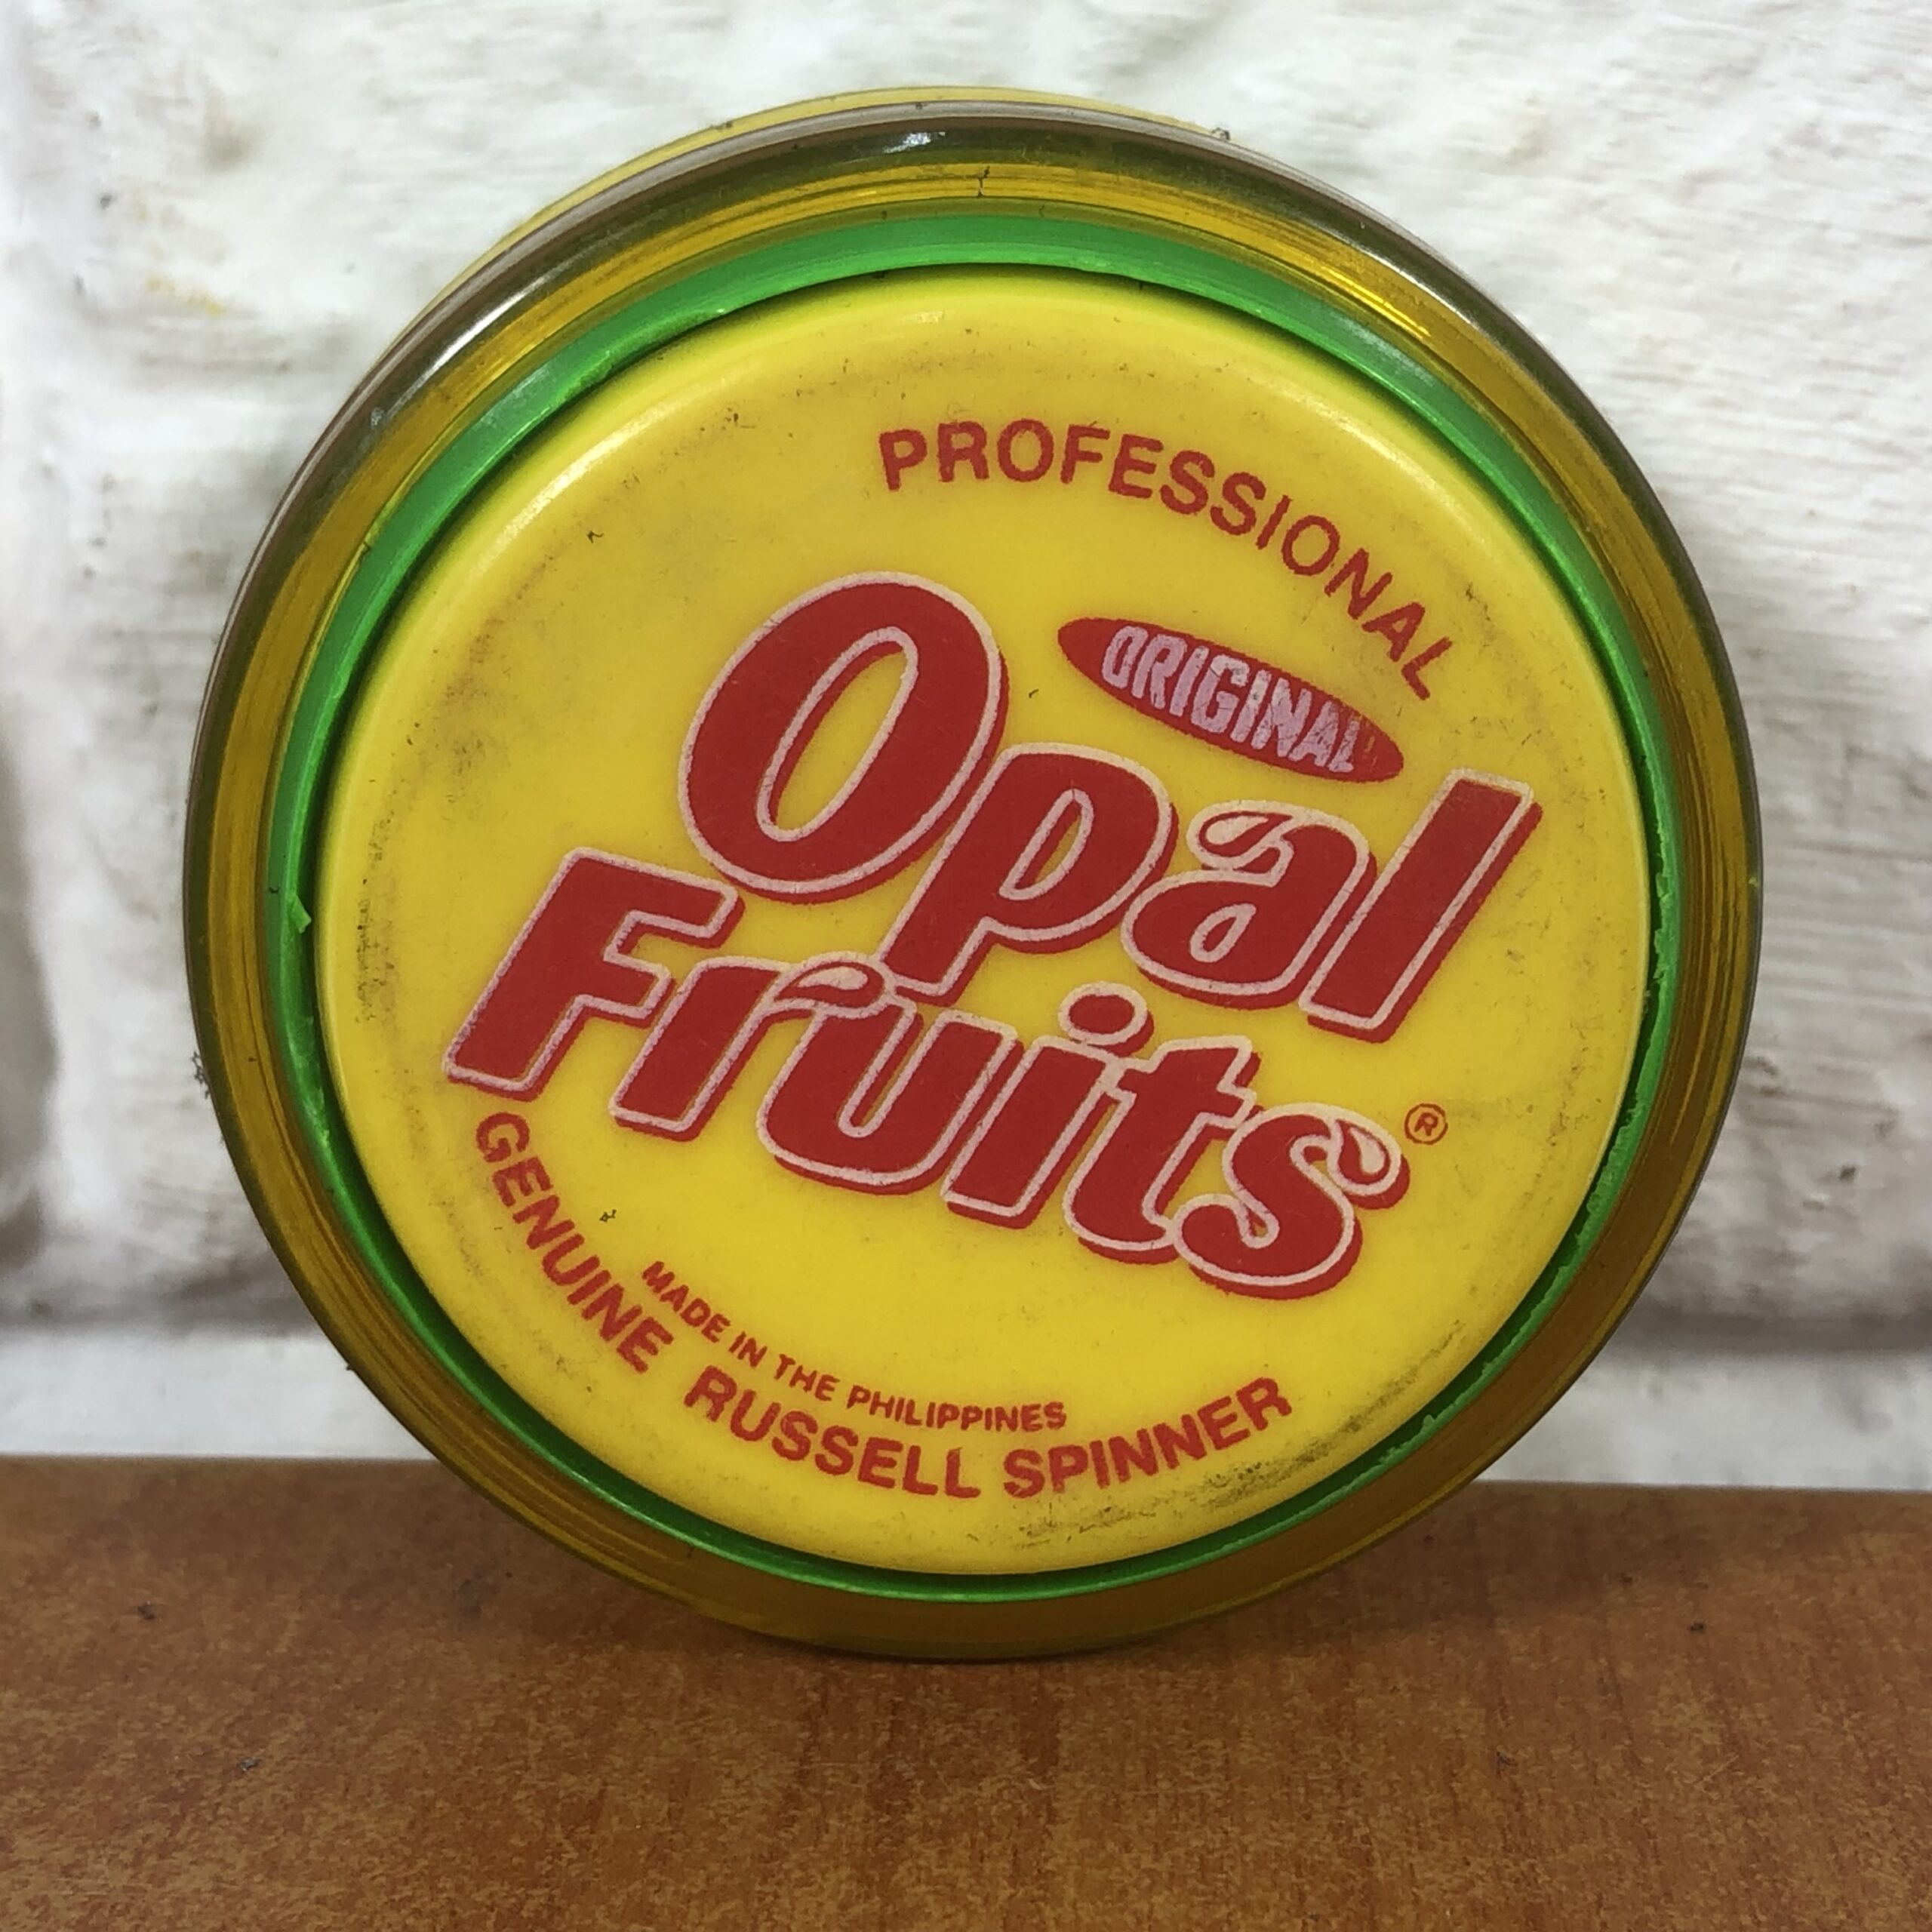 PROFESSIONAL
ORIGINAL
Opal
Fruits®
MADE IN THE PHILIPPINES
GENUINE RUSSELL SPINNER